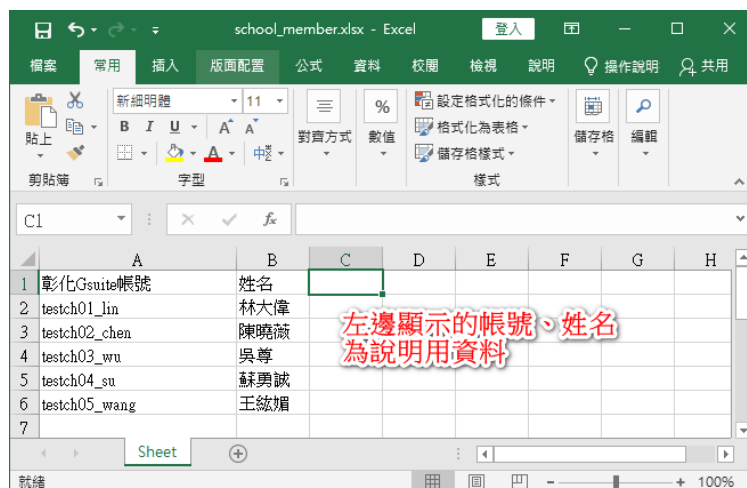 school_member.xlsx - Excel
登入
檔案 常用 插入 版面配置 公式 資料 校閱 檢視 說明 操作說明 共用
新細明體 11
B I U A A
中
貼上
對齊方式 數值
% 設定格式化的條件
格式化為表格
儲存格樣式
儲存格 編輯
剪貼簿 字型 樣式
C1 fx
A B C D E F G H
1 彰化Gsuite帳號 姓名
2 testch01_lin 林大偉
3 testch02_chen 陳曉薇
4 testch03_wu 吳尊
5 testch04_su 蘇勇誠
6 testch05_wang 王紘媚
7
左邊顯示的帳號、姓名
為說明用資料
Sheet
就緒 100%